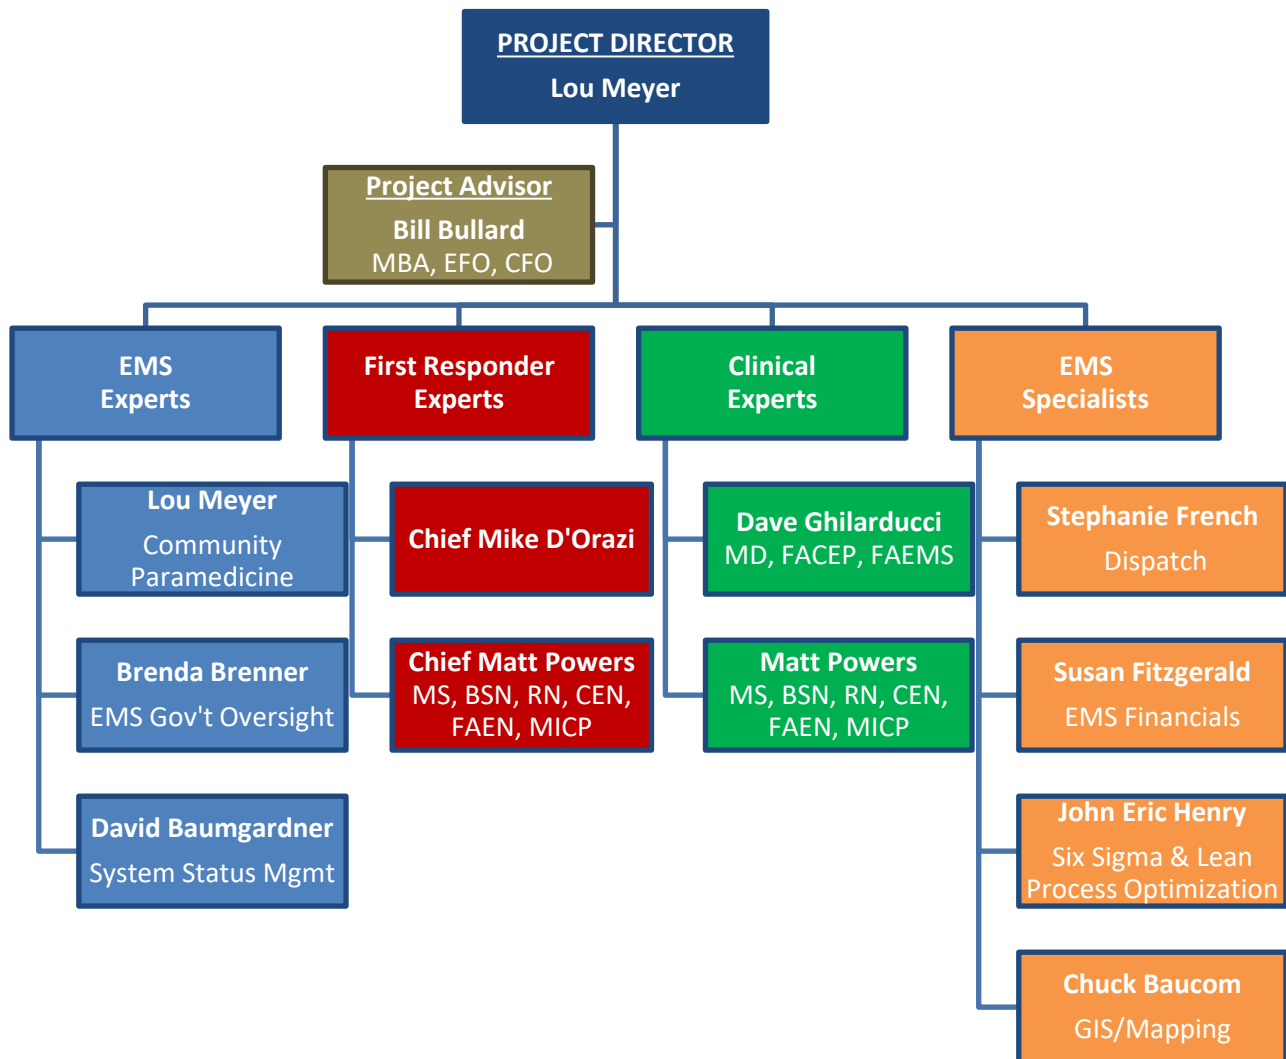 PROJECT DIRECTOR
Lou Meyer
Project Advisor
Bill Bullard
MBA, EFO, CFO
EMS
Experts
First Responder
Experts
Clinical
Experts
EMS
Specialists
Lou Meyer
Community
Paramedicine
Brenda Brenner
EMS Gov't Oversight
David Baumgardner
System Status Mgmt
Chief Mike D'Orazi
Chief Matt Powers
MS, BSN, RN, CEN,
FAEN, MICP
Dave Ghilarducci
MD, FACEP, FAEMS
Matt Powers
MS, BSN, RN, CEN,
FAEN, MICP
Stephanie French
Dispatch
Susan Fitzgerald
EMS Financials
John Eric Henry
Six Sigma & Lean
Process Optimization
Chuck Baucom
GIS/Mapping